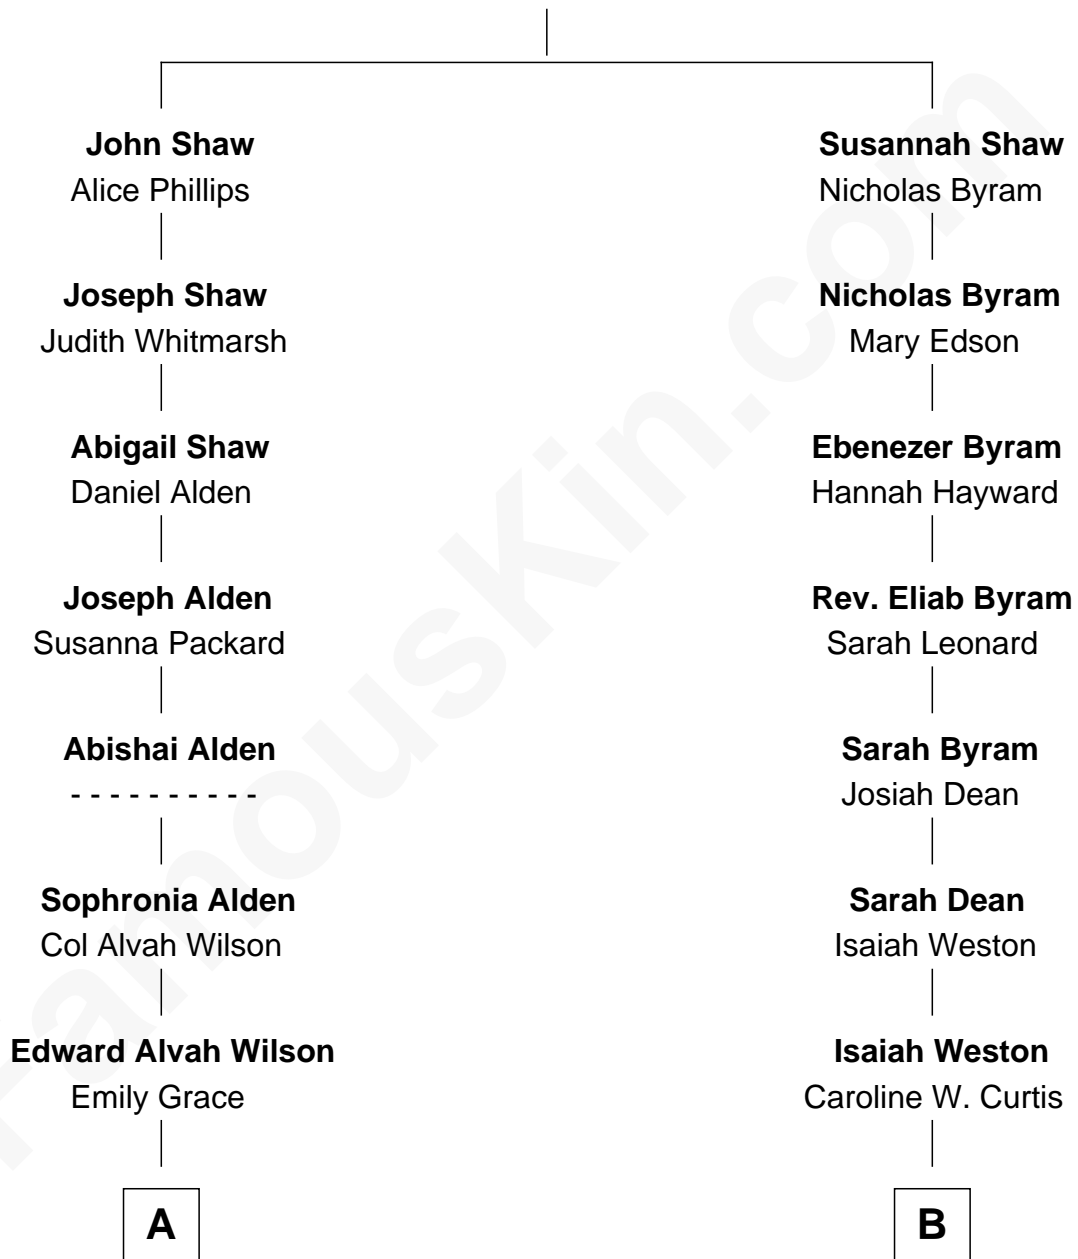 John Shaw
Alice Phillips
Joseph Shaw
Judith Whitmarsh
Abigail Shaw
Daniel Alden
Joseph Alden
Susanna Packard
Abishai Alden
- - - - - - - - - -
Sophronia Alden
Col Alvah Wilson
Edward Alvah Wilson
Emily Grace
A
Susannah Shaw
Nicholas Byram
Nicholas Byram
Mary Edson
Ebenezer Byram
Hannah Hayward
Rev. Eliab Byram
Sarah Leonard
Sarah Byram
Josiah Dean
Sarah Dean
Isaiah Weston
Isaiah Weston
Caroline W. Curtis
B
FamousKin.com